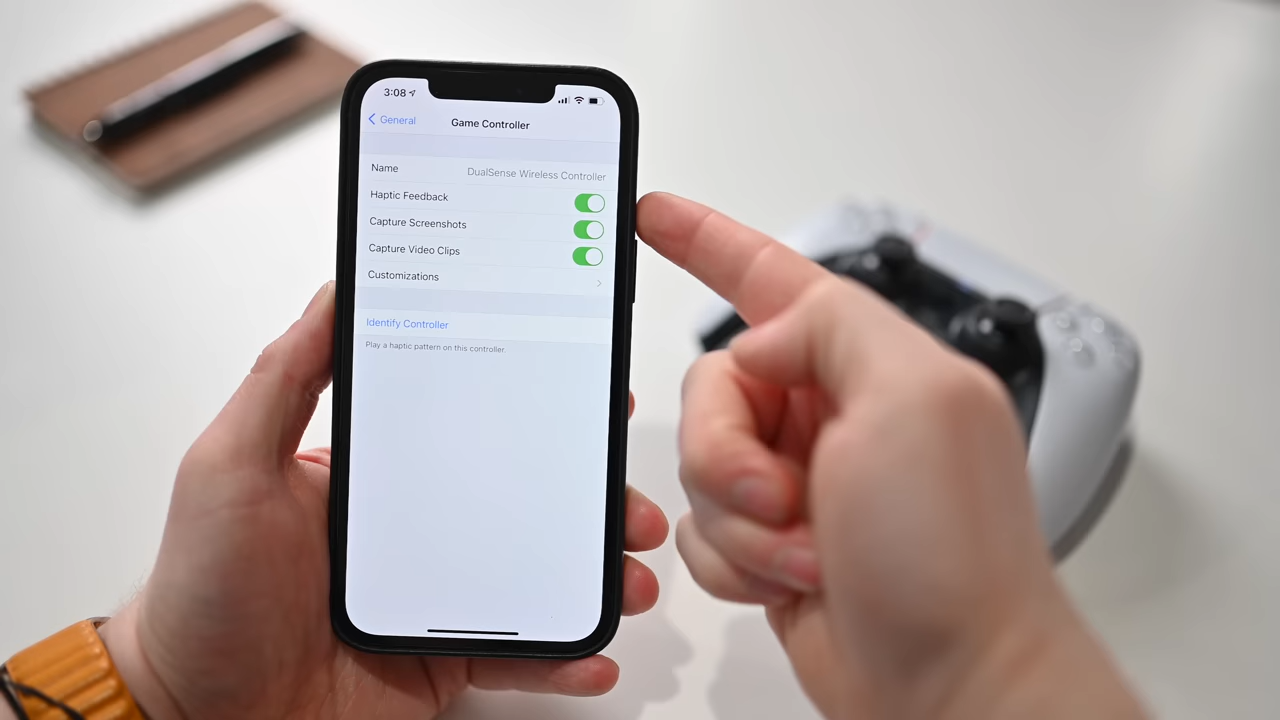 3:08
General
Game Controller
Name
DualSense Wireless Controller
Haptic Feedback
Capture Screenshots
Capture Video Clips
Customizations
Identify Controller
Play a haptic pattern on this controller